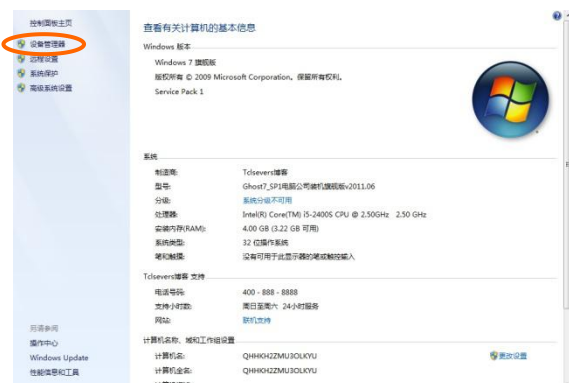 控制面板主页
设备管理器
远程设置
系统保护
高级系统设置
查看有关计算机的基本信息
Windows 版本
Windows 7 旗舰版
版权所有 © 2009 Microsoft Corporation。保留所有权利。
Service Pack 1
系统
制造商: Tclsevers博客
型号: Ghost7_SP1电脑公司装机旗舰版v2011.06
分级: 系统分级不可用
处理器: Intel(R) Core(TM) i5-2400S CPU @ 2.50GHz 2.50 GHz
安装内存(RAM): 4.00 GB (3.22 GB 可用)
系统类型: 32 位操作系统
笔和触摸: 没有可用于此显示器的笔或触控输入
Tclsevers博客 支持
电话号码: 400 - 888 - 8888
支持小时数: 周日至周六 24小时服务
网站: 联机支持
计算机名称、域和工作组设置
计算机名: QHHKH2ZMU3OLKYU
更改设置
计算机全名: QHHKH2ZMU3OLKYU
另请参阅
操作中心
Windows Update
性能信息和工具